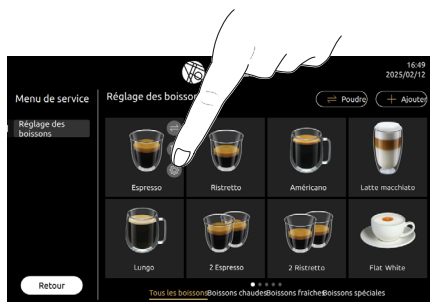 16:49
2025/02/12
Menu de service
Réglage des boissons
Poudre
Ajouter
Réglage des
boissons
Espresso
Ristretto
Américano
Latte macchiato
Lungo
2 Espresso
2 Ristretto
Flat White
Retour
Tous les boissons Boissons chaudes Boissons fraîches Boissons spéciales